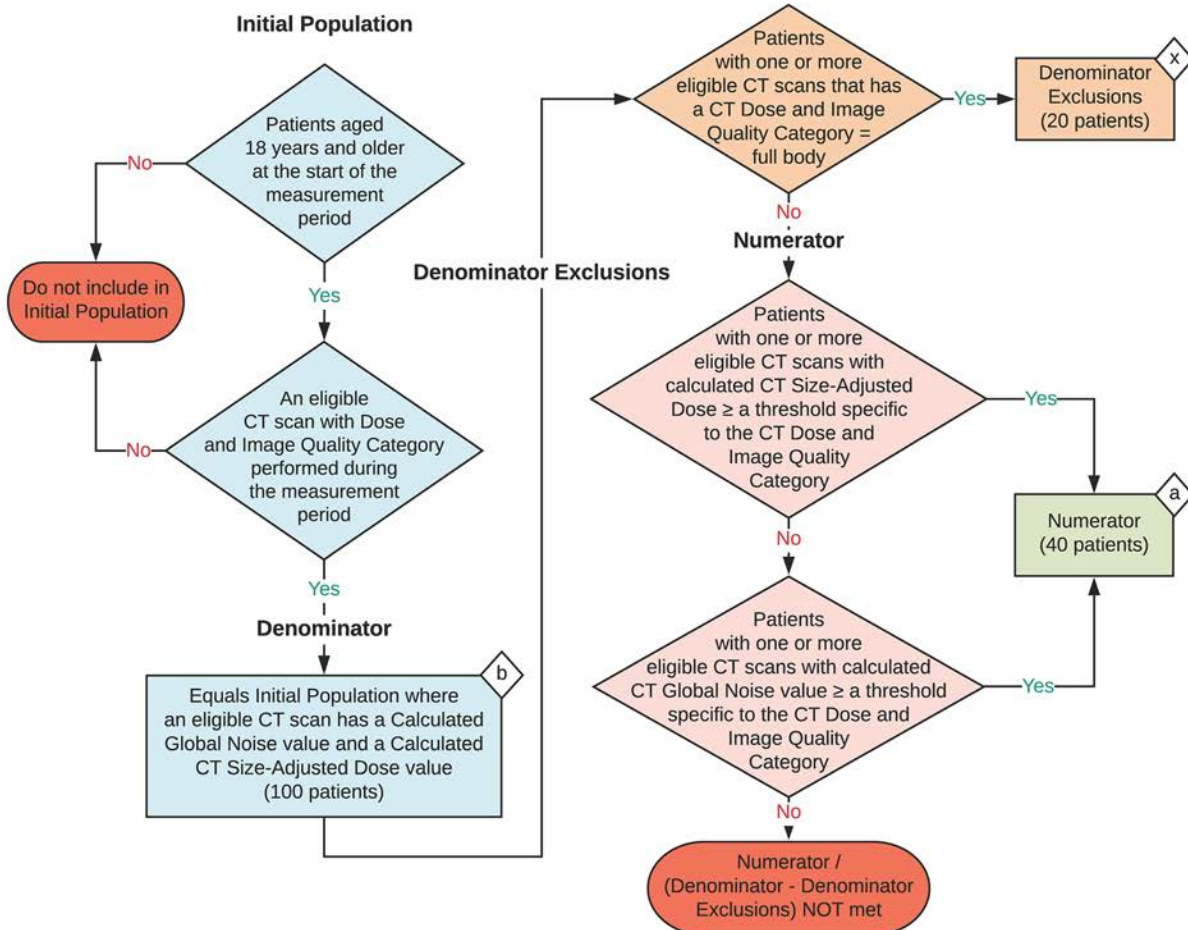 Initial Population
Patients aged
18 years and older
at the start of the
measurement
period
No
Do not include in
Initial Population
Yes
An eligible
CT scan with Dose
and Image Quality Category
performed during
the measurement
period
No
Yes
Denominator
b
Equals Initial Population where
an eligible CT scan has a Calculated
Global Noise value and a Calculated
CT Size-Adjusted Dose value
(100 patients)
Denominator Exclusions
Patients
with one or more
eligible CT scans that has
a CT Dose and Image
Quality Category =
full body
Yes
x
Denominator
Exclusions
(20 patients)
No
Numerator
Patients
with one or more
eligible CT scans with
calculated CT Size-Adjusted
Dose ≥ a threshold specific
to the CT Dose and
Image Quality
Category
Yes
a
Numerator
(40 patients)
No
Patients
with one or more
eligible CT scans with calculated
CT Global Noise value ≥ a threshold
specific to the CT Dose and
Image Quality
Category
Yes
No
Numerator /
(Denominator - Denominator
Exclusions) NOT met